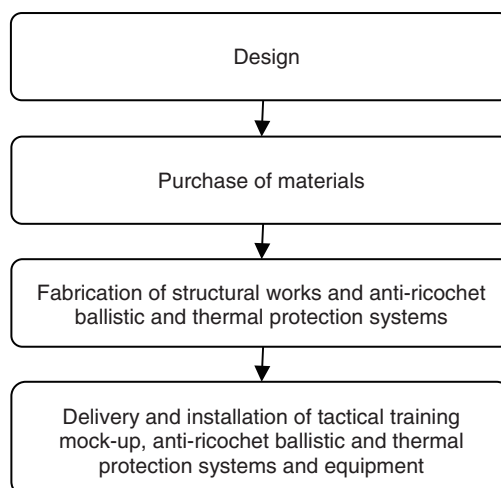 Design
Purchase of materials
Fabrication of structural works and anti-ricochet
ballistic and thermal protection systems
Delivery and installation of tactical training
mock-up, anti-ricochet ballistic and thermal
protection systems and equipment